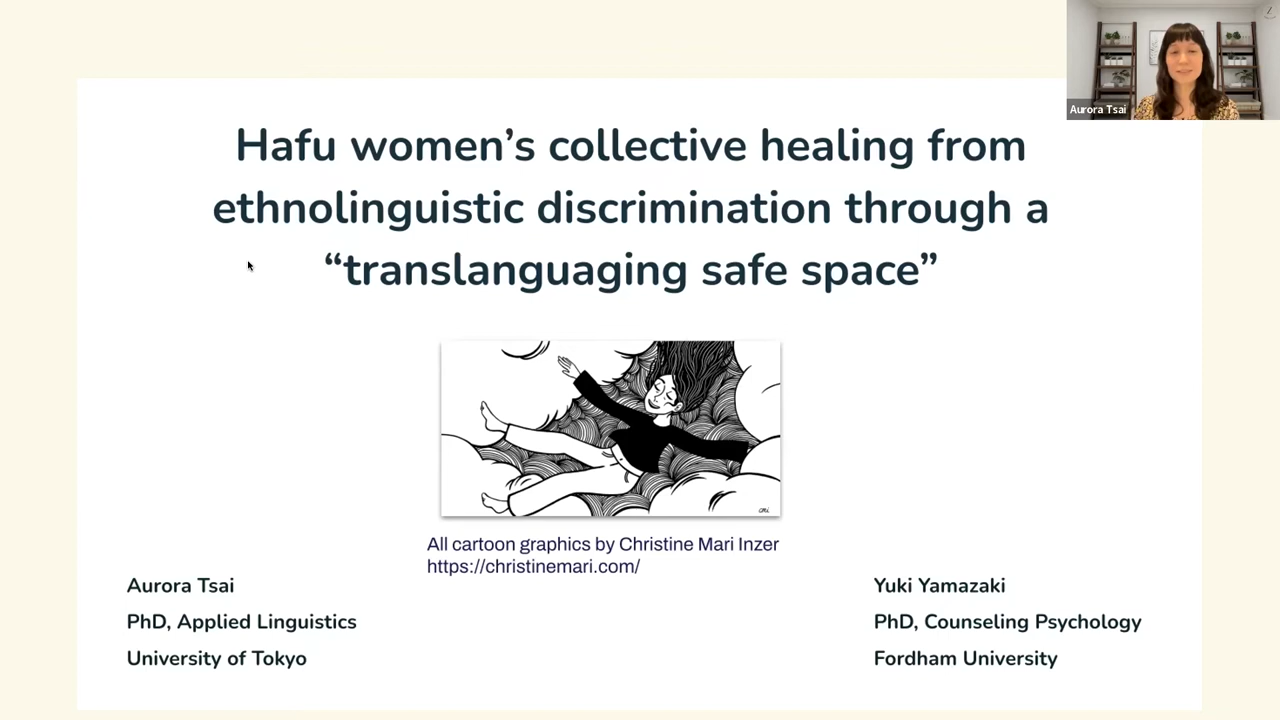 Aurora Tsai
Hafu women’s collective healing from
ethnolinguistic discrimination through a
“translanguaging safe space”
All cartoon graphics by Christine Mari Inzer
https://christinemari.com/
Aurora Tsai
PhD, Applied Linguistics
University of Tokyo
Yuki Yamazaki
PhD, Counseling Psychology
Fordham University